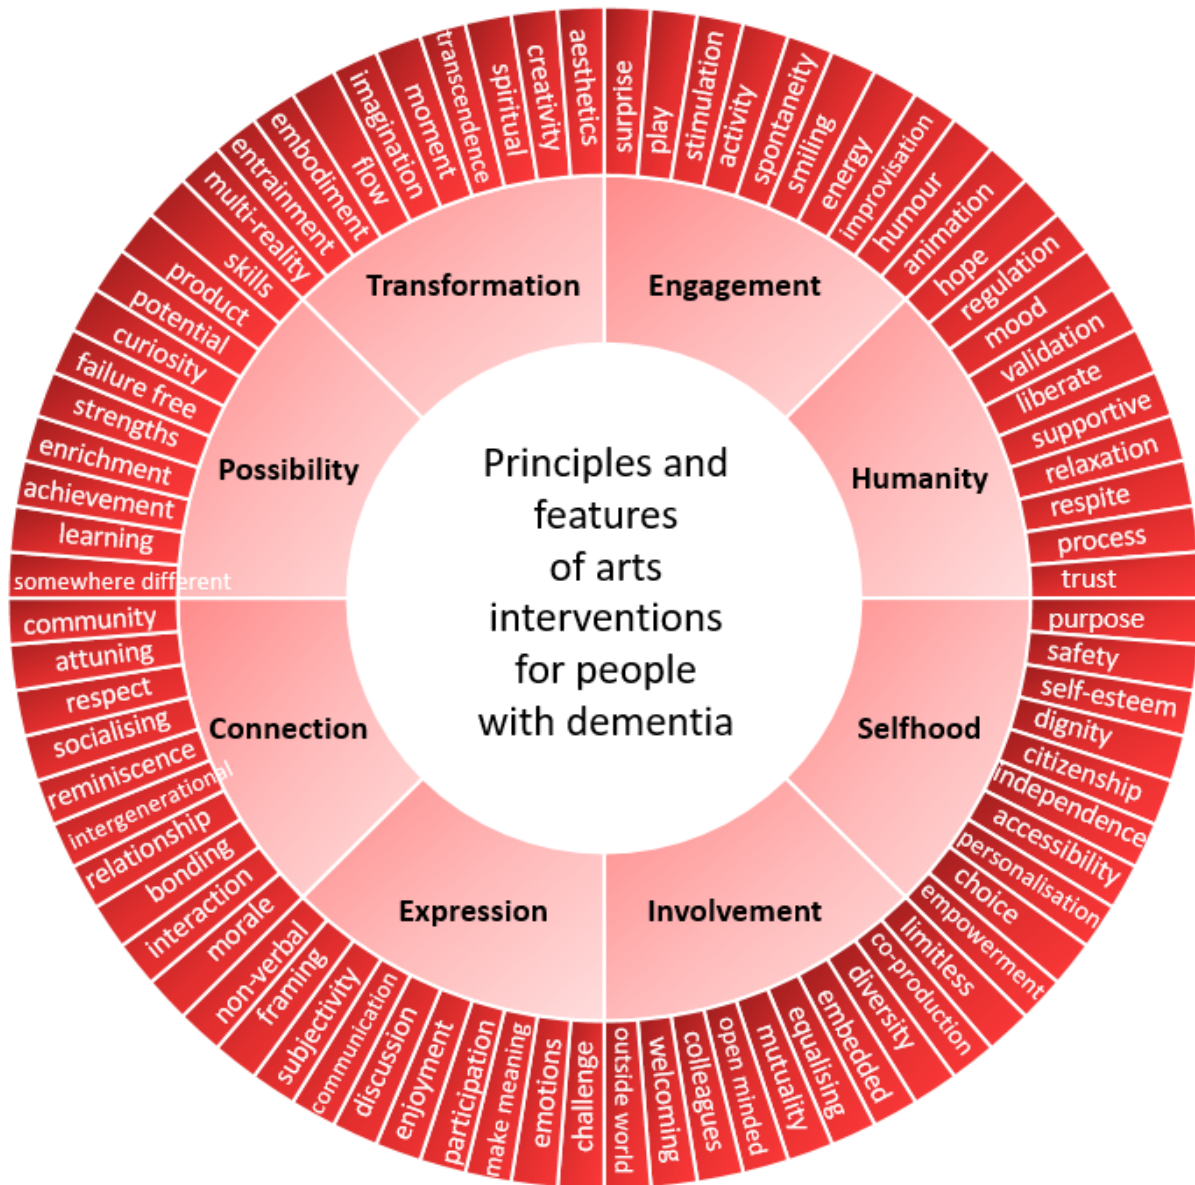 Principles and
features
of arts
interventions
for people
with dementia
Engagement
surprise
play
stimulation
activity
spontaneity
smiling
energy
improvisation
humour
animation
Humanity
hope
regulation
mood
validation
liberate
supportive
relaxation
respite
process
trust
Selfhood
purpose
safety
self-esteem
dignity
citizenship
independence
accessibility
personalisation
choice
empowerment
Involvement
limitless
co-production
diversity
embedded
equalising
mutuality
open minded
colleagues
welcoming
outside world
Expression
challenge
emotions
make meaning
participation
enjoyment
discussion
communication
subjectivity
framing
non-verbal
Connection
morale
interaction
bonding
relationship
intergenerational
reminiscence
socialising
respect
attuning
community
Possibility
somewhere different
learning
achievement
enrichment
strengths
failure free
curiosity
potential
product
skills
Transformation
multi-reality
entrainment
embodiment
flow
imagination
moment
transcendence
spiritual
creativity
aesthetics